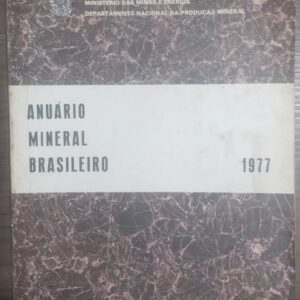 MINISTÉRIO DAS MINAS E ENERGIA
DEPARTAMENTO NACIONAL DA PRODUÇÃO MINERAL
ANUÁRIO
MINERAL
BRASILEIRO 1977